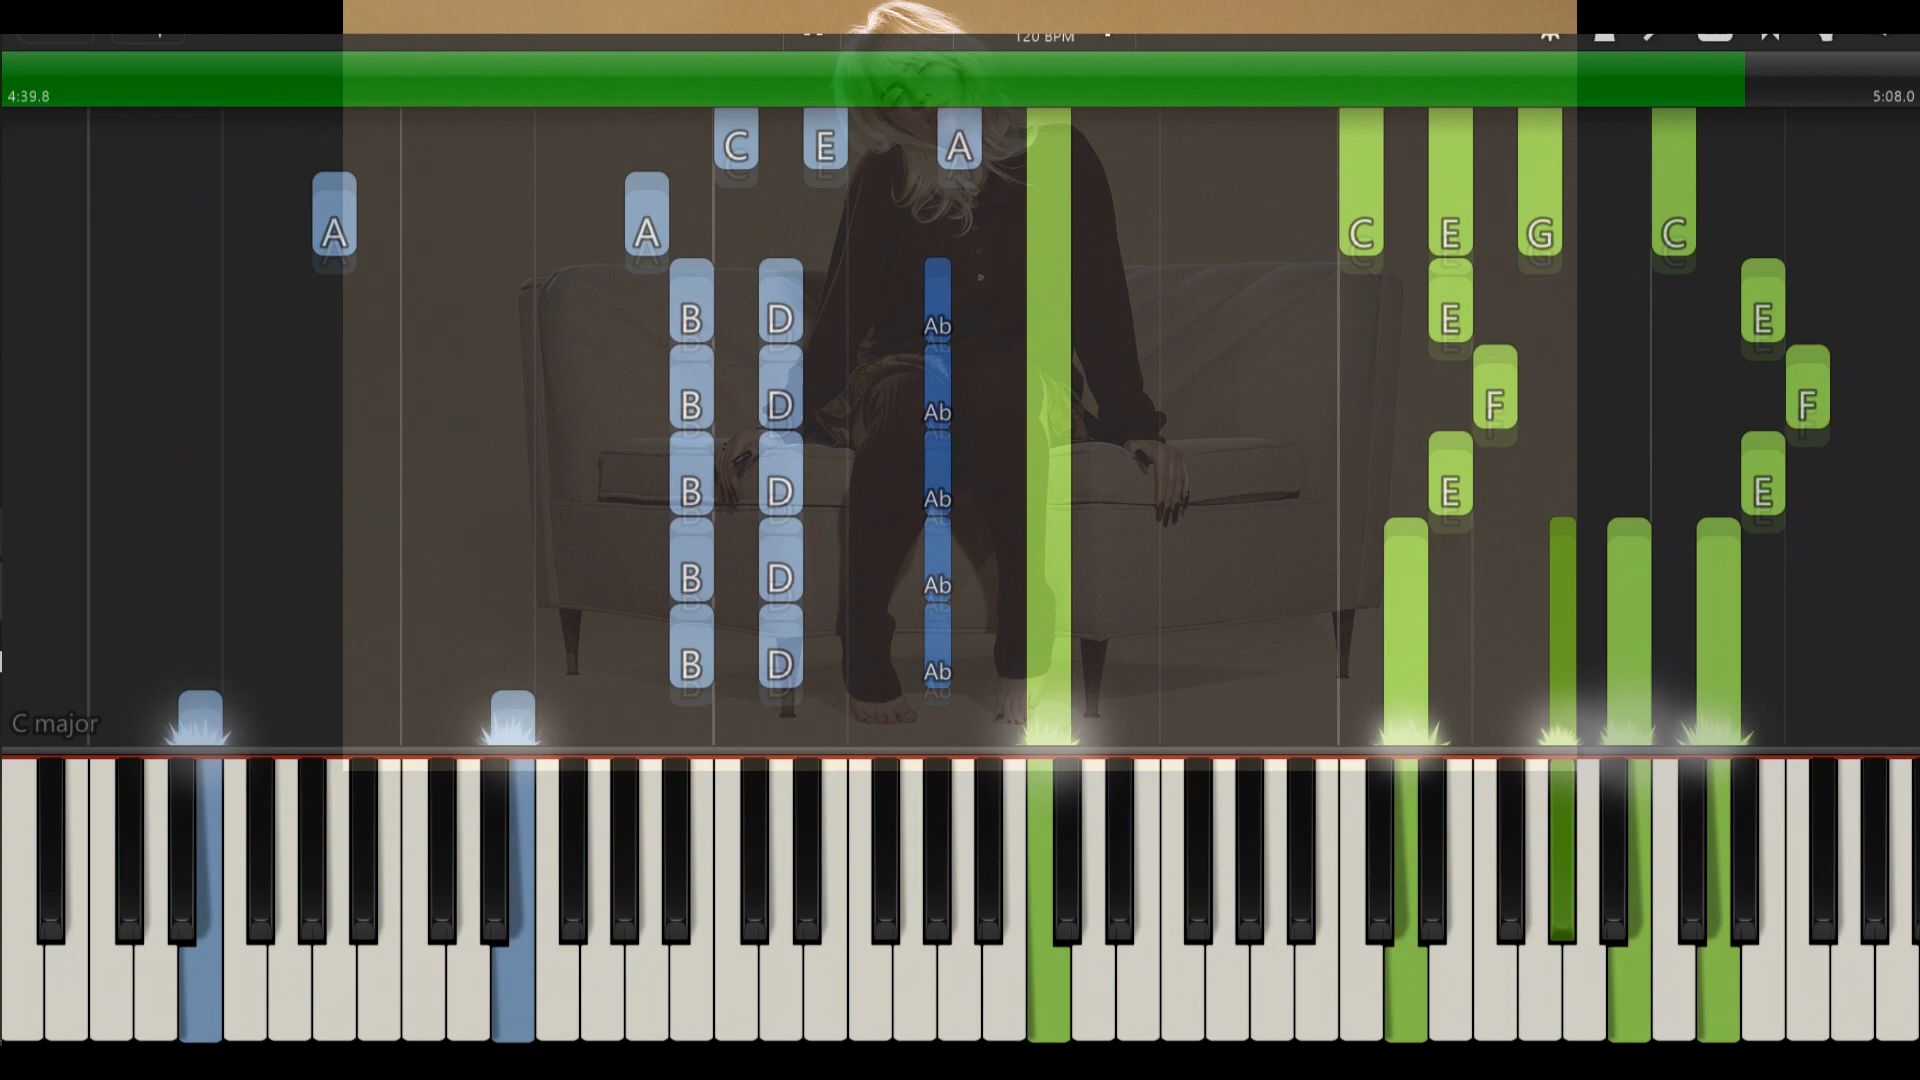 120 BPM
4:39.8 5:08.0
C E A
A A C E G C
B D Ab E E
B D Ab F F
B D Ab E E
B D Ab
B D Ab
C major